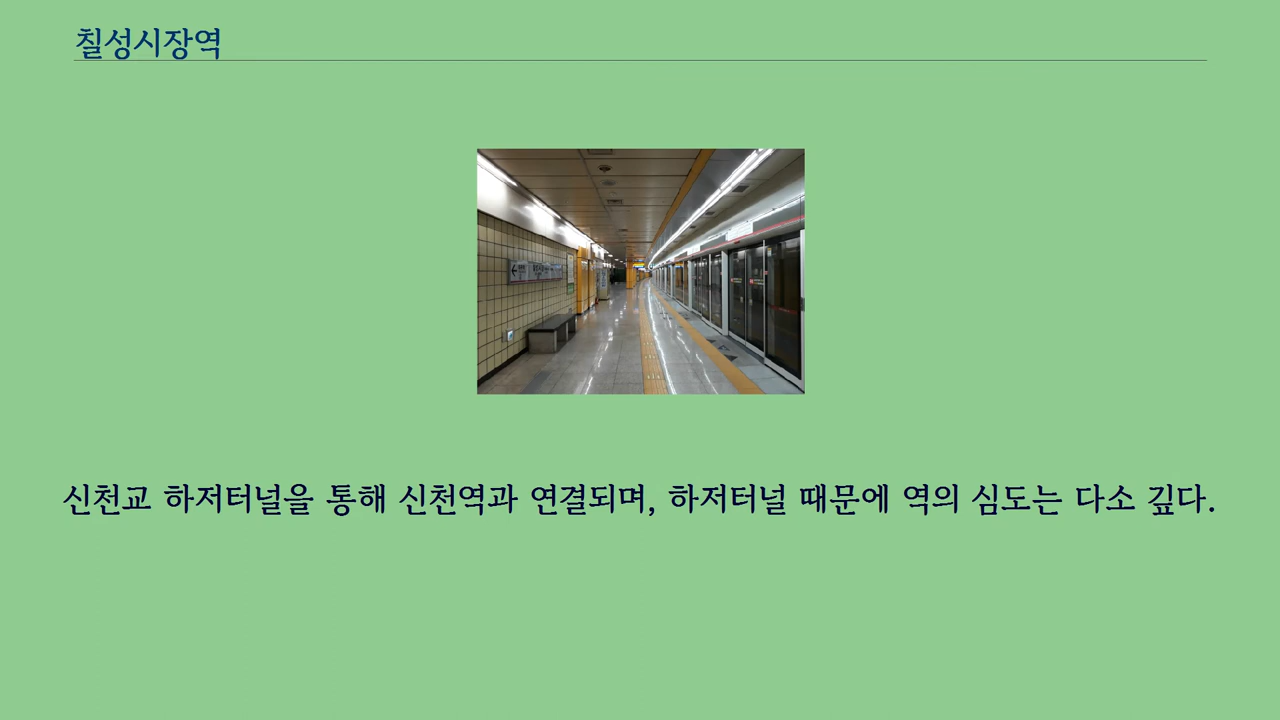 칠성시장역
신천교 하저터널을 통해 신천역과 연결되며, 하저터널 때문에 역의 심도는 다소 깊다.